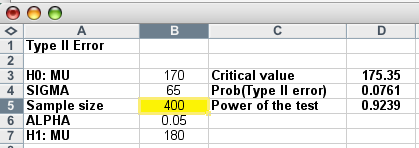 A B C D
1 Type II Error
2
3 H0: MU 170 Critical value 175.35
4 SIGMA 65 Prob(Type II error) 0.0761
5 Sample size 400 Power of the test 0.9239
6 ALPHA 0.05
7 H1: MU 180